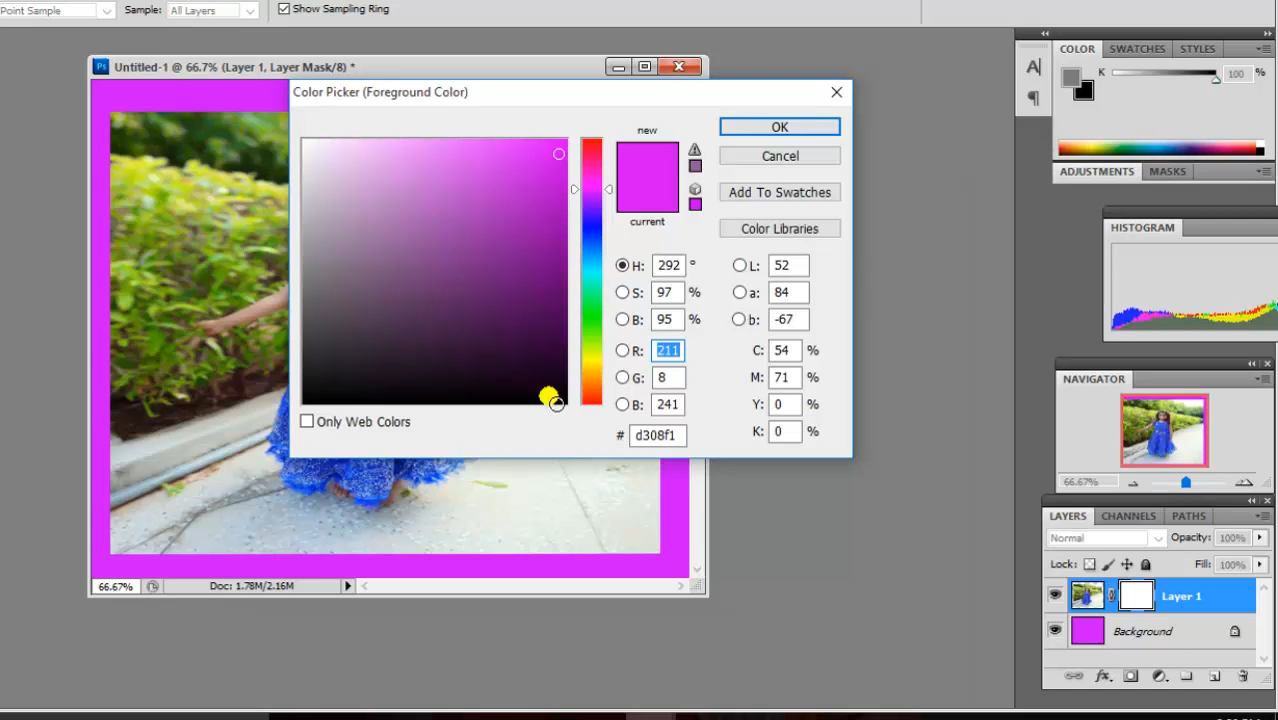 Point Sample Sample: All Layers Show Sampling Ring
Untitled-1 @ 66.7% (Layer 1, Layer Mask/8) *
Color Picker (Foreground Color)
new
current
OK
Cancel
Add To Swatches
Color Libraries
H: 292 °
S: 97 %
B: 95 %
R: 211
G: 8
B: 241
# d308f1
L: 52
a: 84
b: -67
C: 54 %
M: 71 %
Y: 0 %
K: 0 %
Only Web Colors
66.67% Doc: 1.78M/2.16M
A
¶
COLOR SWATCHES STYLES
K 100 %
ADJUSTMENTS MASKS
HISTOGRAM
NAVIGATOR
66.67%
LAYERS CHANNELS PATHS
Normal Opacity: 100%
Lock: Fill: 100%
Layer 1
Background
fx